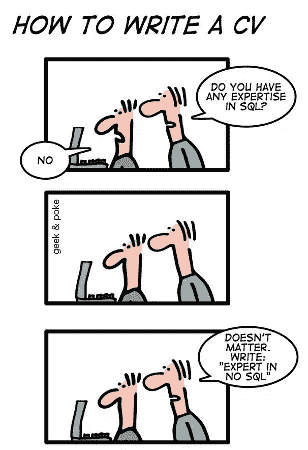 HOW TO WRITE A CV
DO YOU HAVE
ANY EXPERTISE
IN SQL?
NO
geek & poke
DOESN'T
MATTER.
WRITE:
"EXPERT IN
NO SQL"